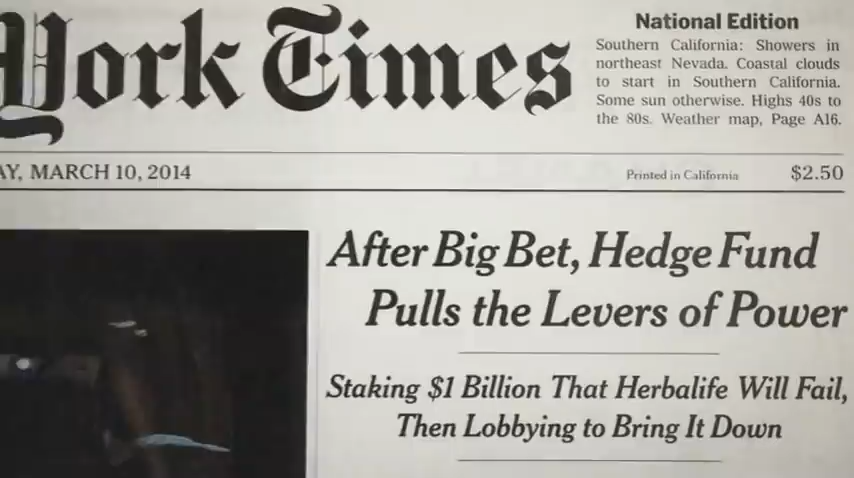 York Times
National Edition
Southern California: Showers in
northeast Nevada. Coastal clouds
to start in Southern California.
Some sun otherwise. Highs 40s to
the 80s. Weather map, Page A16.
AY, MARCH 10, 2014
Printed in California
$2.50
After Big Bet, Hedge Fund
Pulls the Levers of Power
Staking $1 Billion That Herbalife Will Fail,
Then Lobbying to Bring It Down